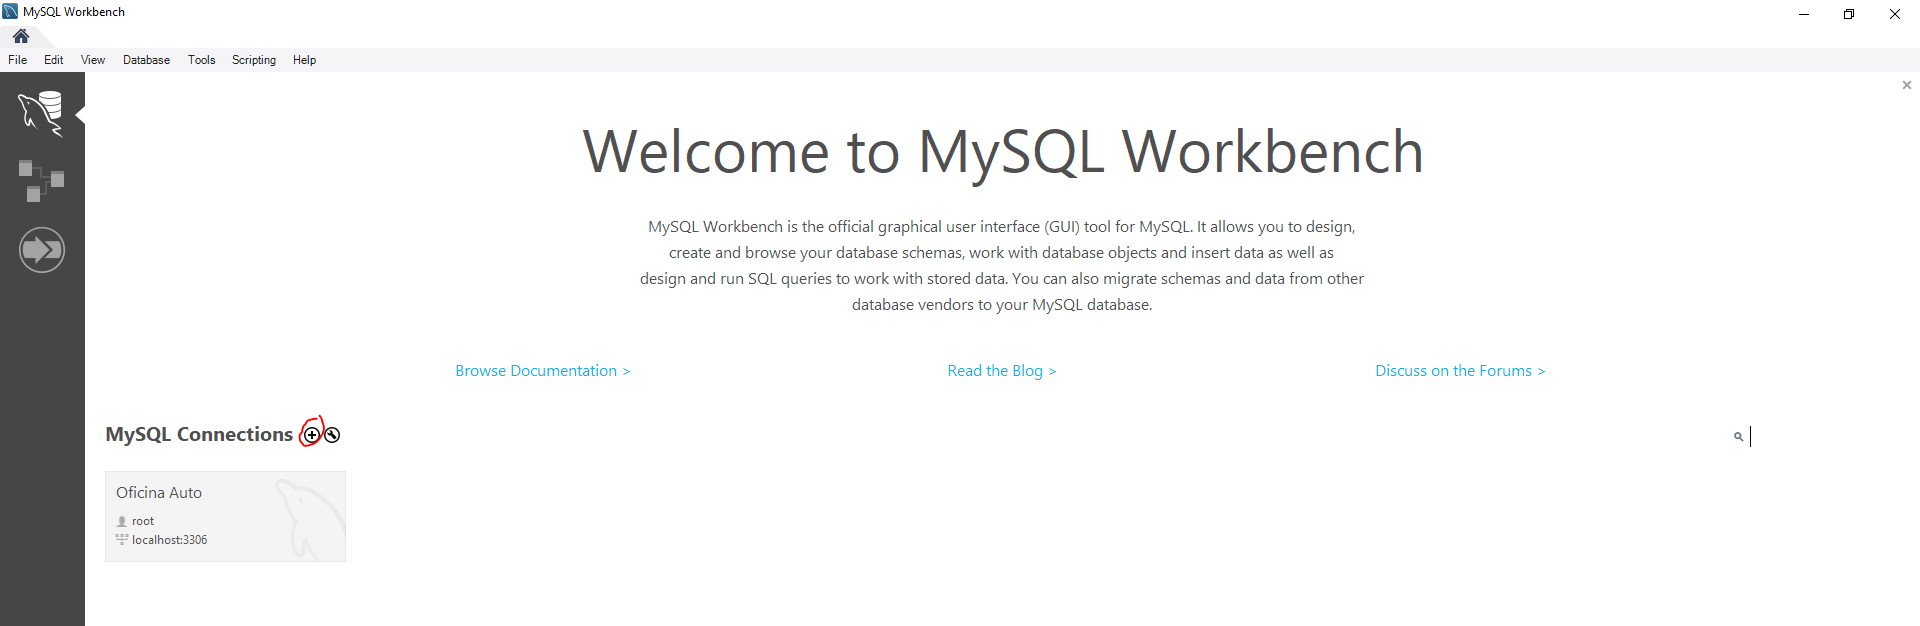 MySQL Workbench
File Edit View Database Tools Scripting Help
Welcome to MySQL Workbench
MySQL Workbench is the official graphical user interface (GUI) tool for MySQL. It allows you to design,
create and browse your database schemas, work with database objects and insert data as well as
design and run SQL queries to work with stored data. You can also migrate schemas and data from other
database vendors to your MySQL database.
Browse Documentation > Read the Blog > Discuss on the Forums >
MySQL Connections
Oficina Auto
root
localhost:3306